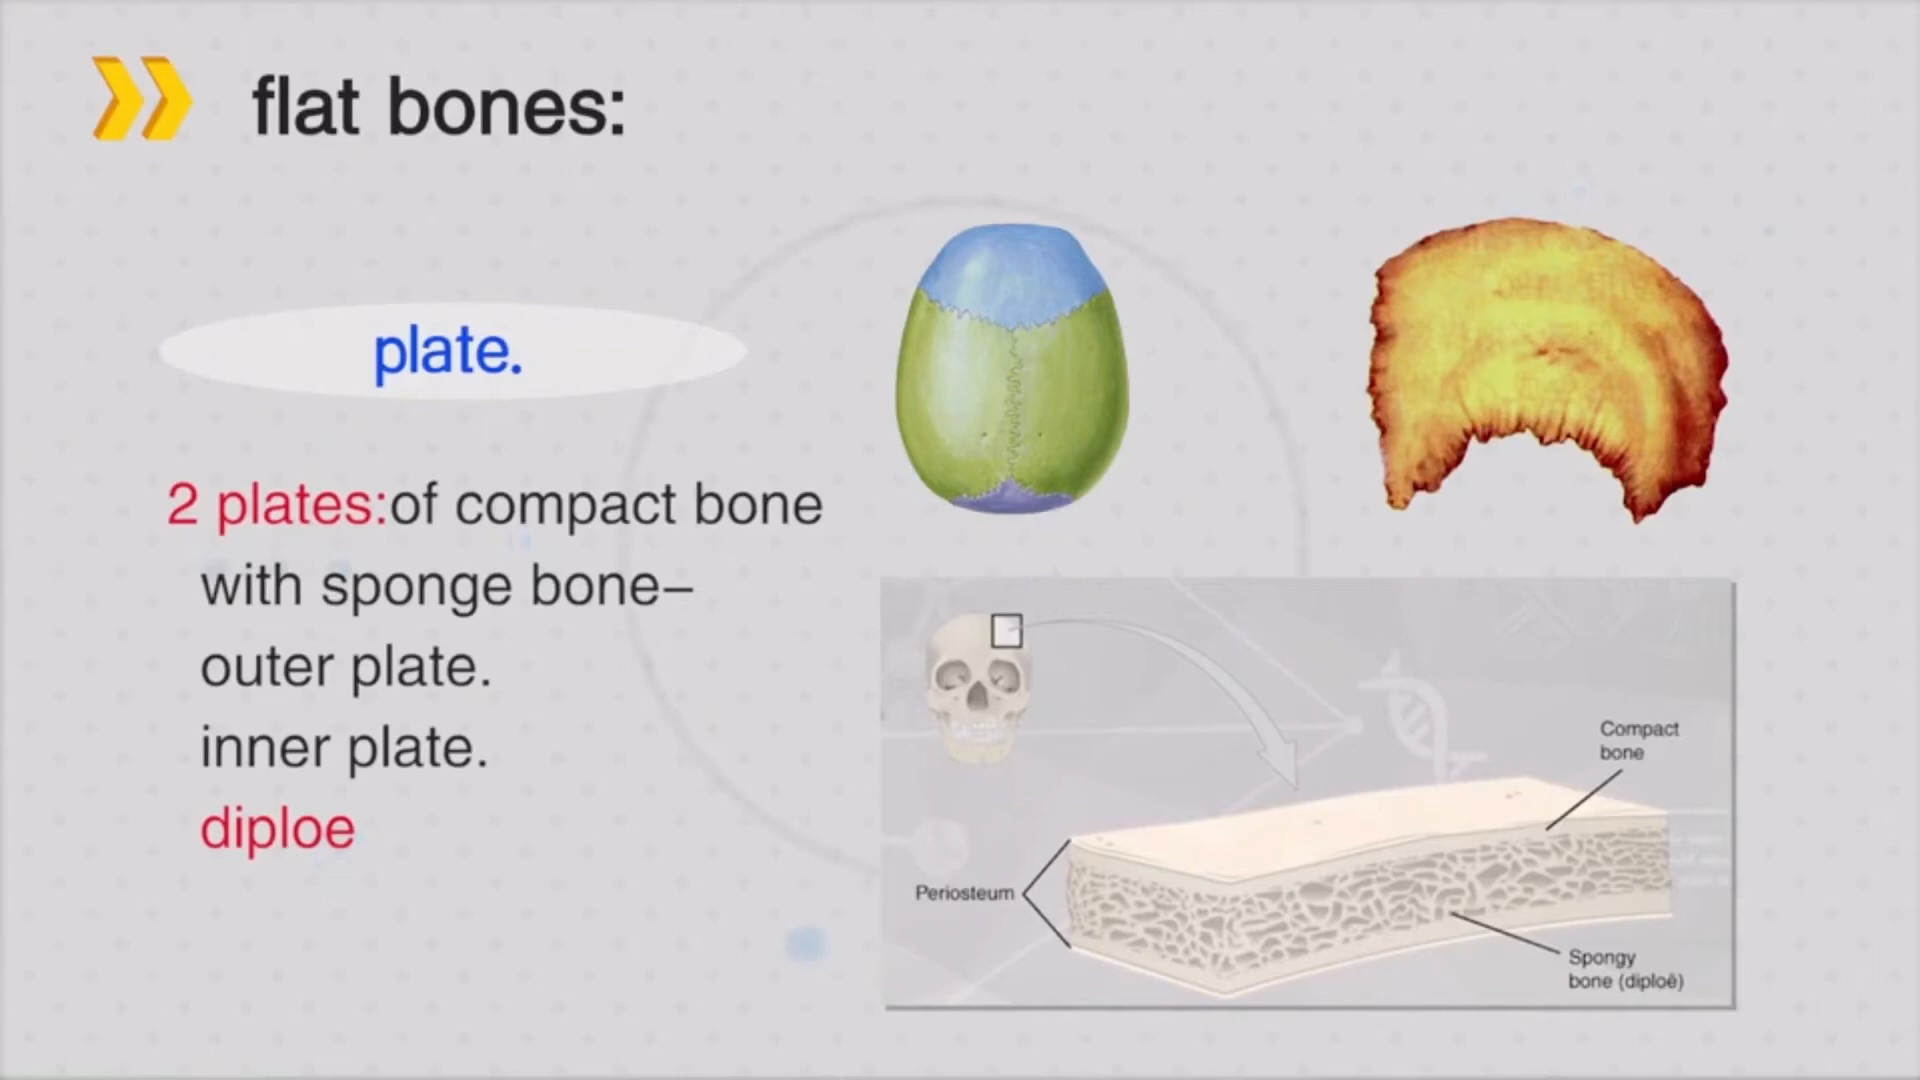 flat bones:
plate.
2 plates:of compact bone
with sponge bone–
outer plate.
inner plate.
diploe
Compact
bone
Periosteum
Spongy
bone (diploë)